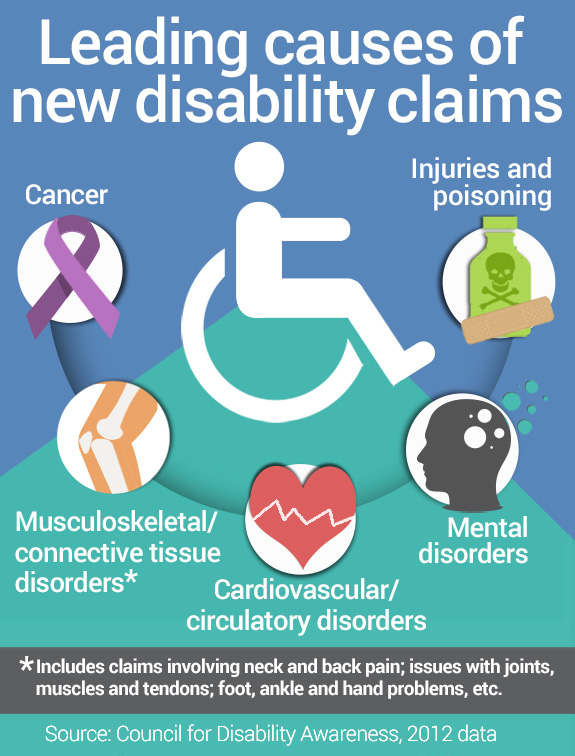 Leading causes of
new disability claims
Cancer
Injuries and
poisoning
Musculoskeletal/
connective tissue
disorders*
Cardiovascular/
circulatory disorders
Mental
disorders
*Includes claims involving neck and back pain; issues with joints,
muscles and tendons; foot, ankle and hand problems, etc.
Source: Council for Disability Awareness, 2012 data